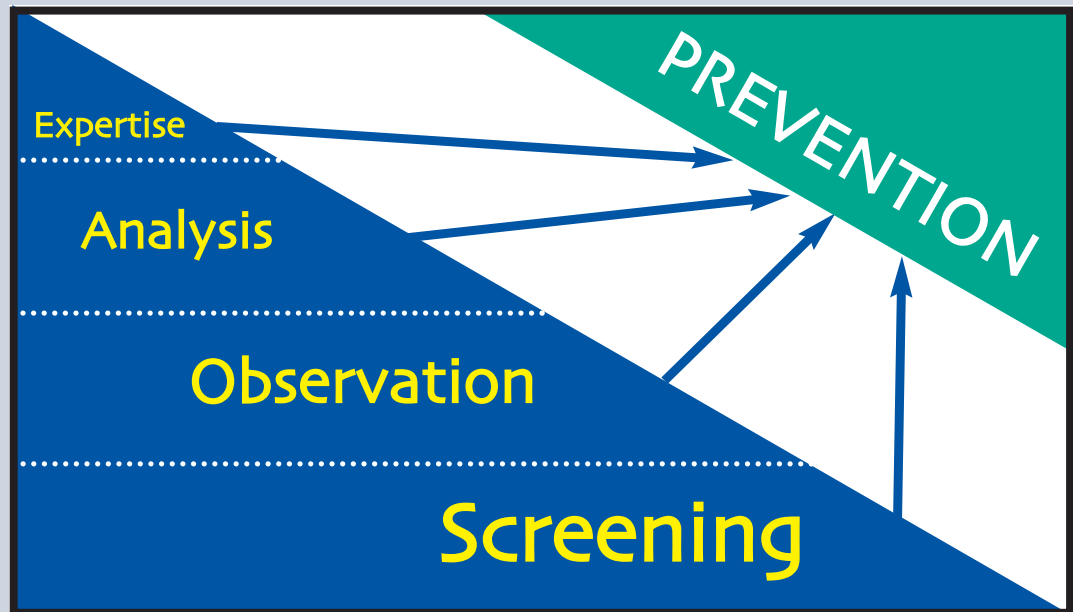 PREVENTION
Expertise
Analysis
Observation
Screening